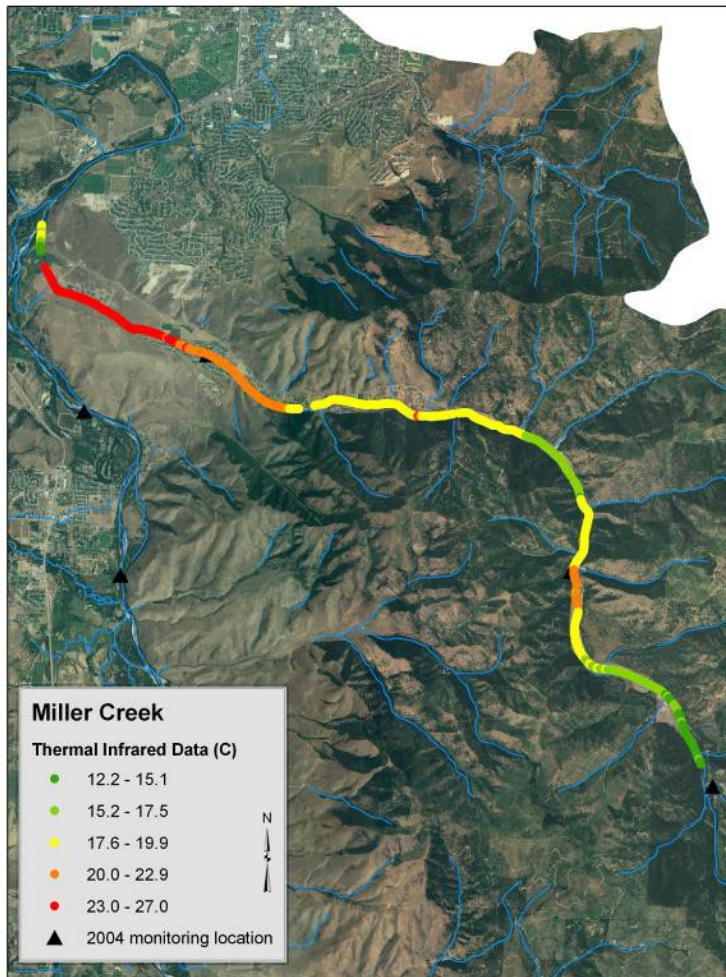 Miller Creek
Thermal Infrared Data (C)
12.2 - 15.1
15.2 - 17.5
17.6 - 19.9
20.0 - 22.9
23.0 - 27.0
2004 monitoring location
N